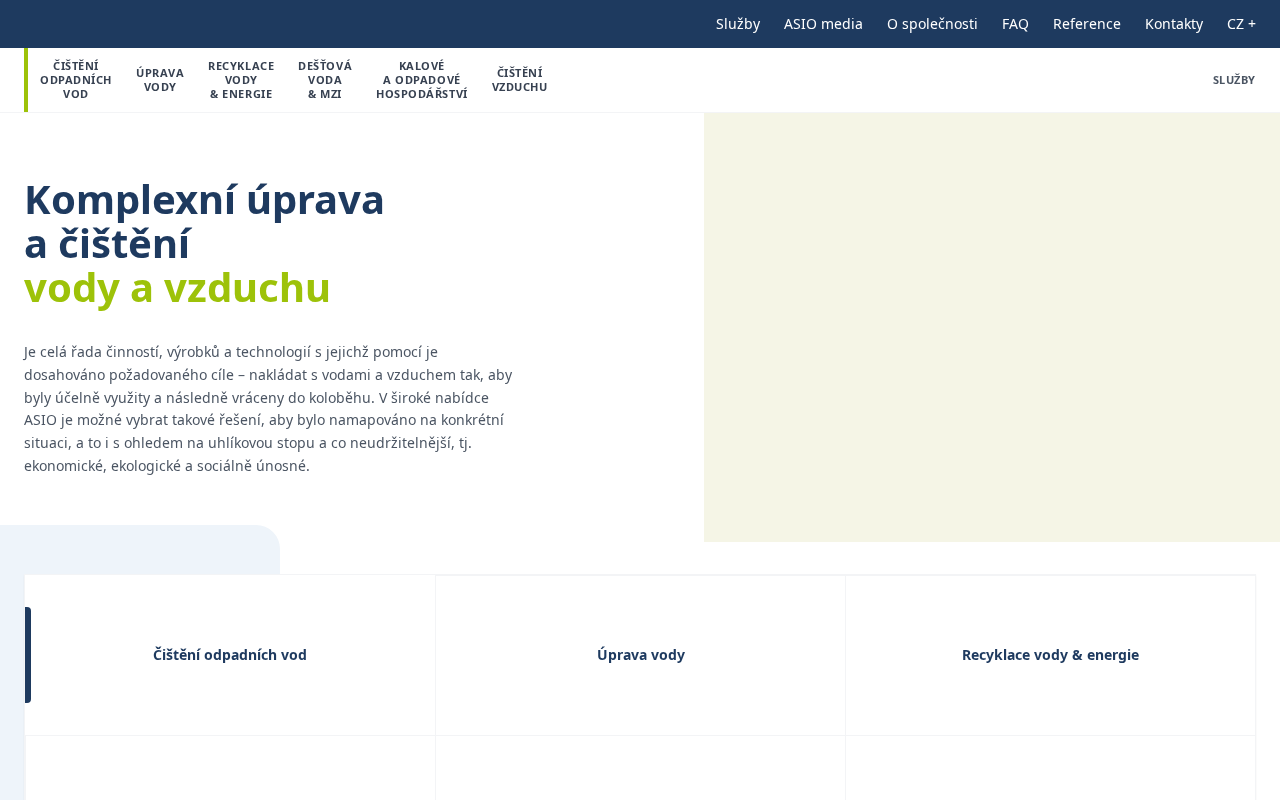 Služby ASIO media O společnosti FAQ Reference Kontakty CZ +
ČIŠTĚNÍ
ODPADNÍCH
VOD
ÚPRAVA
VODY
RECYKLACE
VODY
& ENERGIE
DEŠŤOVÁ
VODA
& MZI
KALOVÉ
A ODPADOVÉ
HOSPODÁŘSTVÍ
ČIŠTĚNÍ
VZDUCHU
SLUŽBY
Komplexní úprava
a čištění
vody a vzduchu
Je celá řada činností, výrobků a technologií s jejichž pomocí je
dosahováno požadovaného cíle – nakládat s vodami a vzduchem tak, aby
byly účelně využity a následně vráceny do koloběhu. V široké nabídce
ASIO je možné vybrat takové řešení, aby bylo namapováno na konkrétní
situaci, a to i s ohledem na uhlíkovou stopu a co neudržitelnější, tj.
ekonomické, ekologické a sociálně únosné.
Čištění odpadních vod
Úprava vody
Recyklace vody & energie